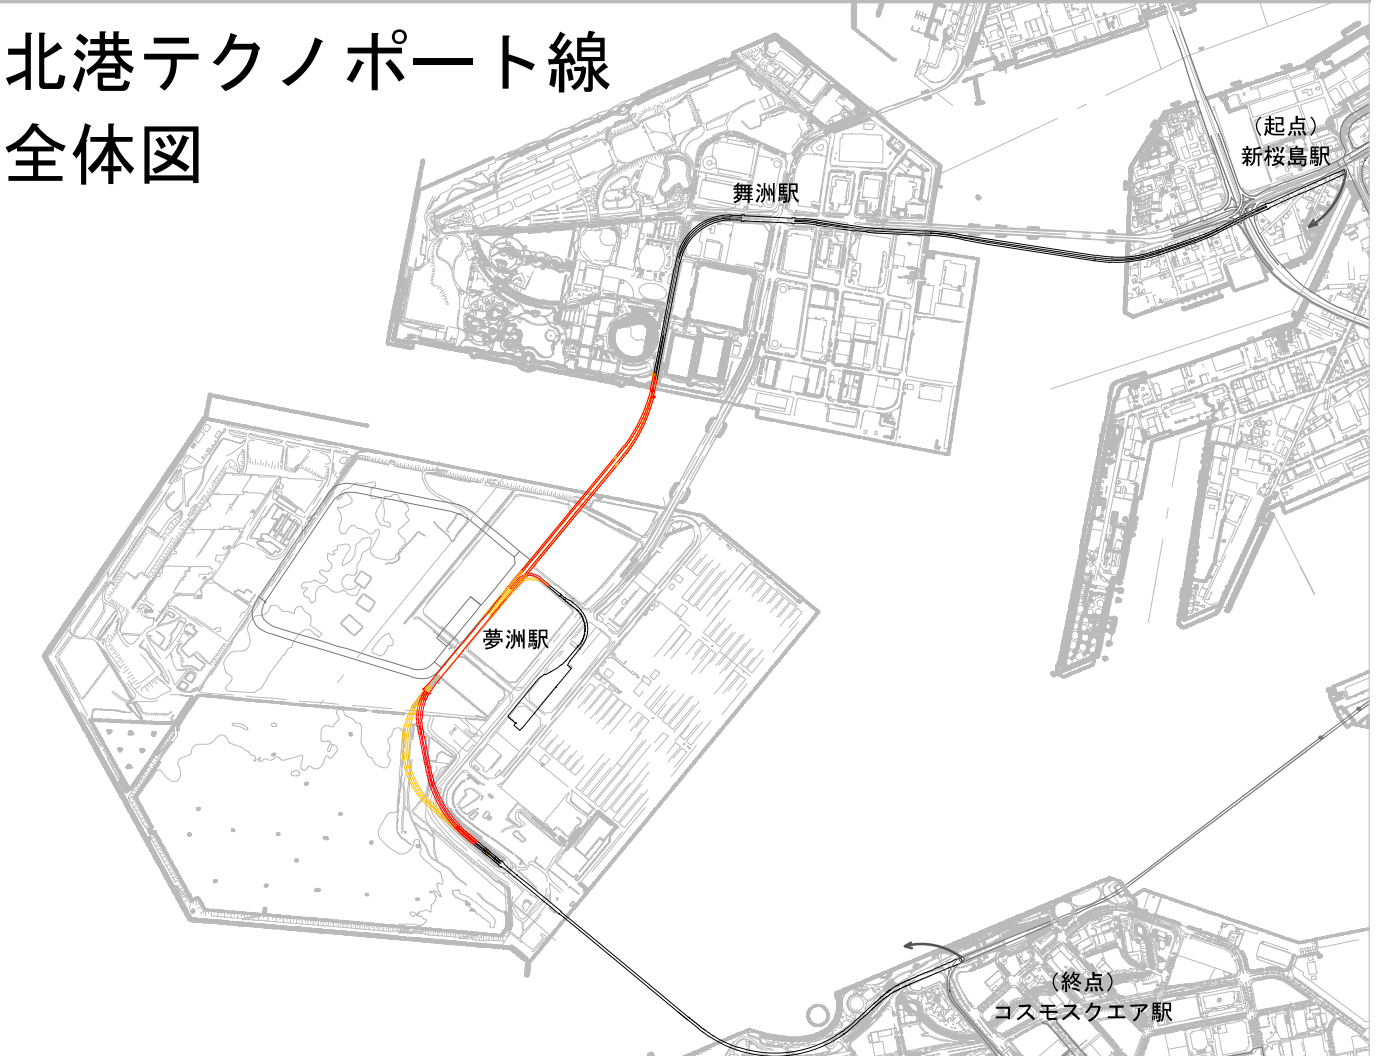 北港テクノポート線
全体図
（起点）
新桜島駅
舞洲駅
夢洲駅
（終点）
コスモスクエア駅